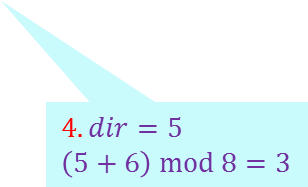 4. dir = 5
(5 + 6) mod 8 = 3